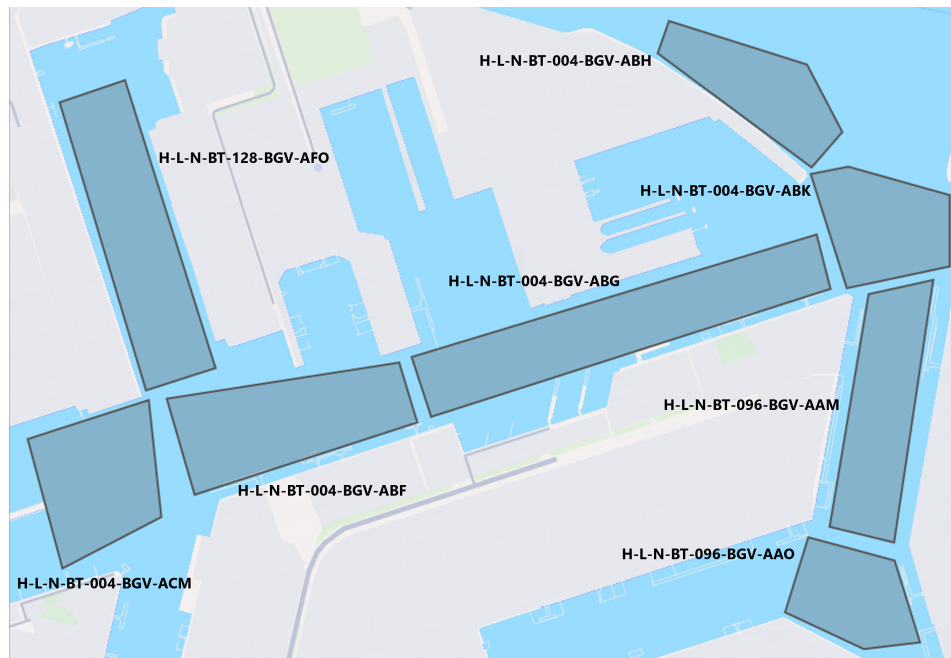 H-L-N-BT-004-BGV-ABH
H-L-N-BT-128-BGV-AFO
H-L-N-BT-004-BGV-ABK
H-L-N-BT-004-BGV-ABG
H-L-N-BT-096-BGV-AAM
H-L-N-BT-004-BGV-ABF
H-L-N-BT-096-BGV-AAO
H-L-N-BT-004-BGV-ACM